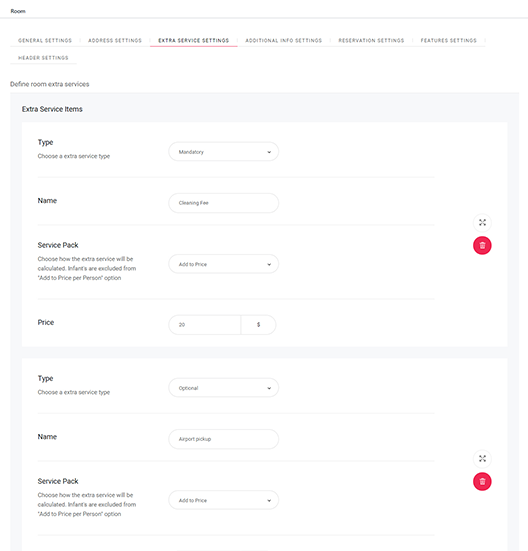 Room
GENERAL SETTINGS ADDRESS SETTINGS EXTRA SERVICE SETTINGS ADDITIONAL INFO SETTINGS RESERVATION SETTINGS FEATURES SETTINGS
HEADER SETTINGS
Define room extra services
Extra Service Items
Type
Choose a extra service type
Mandatory
Name
Cleaning Fee
Service Pack
Choose how the extra service will be
calculated. Infant's are excluded from
"Add to Price per Person" option
Add to Price
Price
20 $
Type
Choose a extra service type
Optional
Name
Airport pickup
Service Pack
Choose how the extra service will be
calculated. Infant's are excluded from
"Add to Price per Person" option
Add to Price